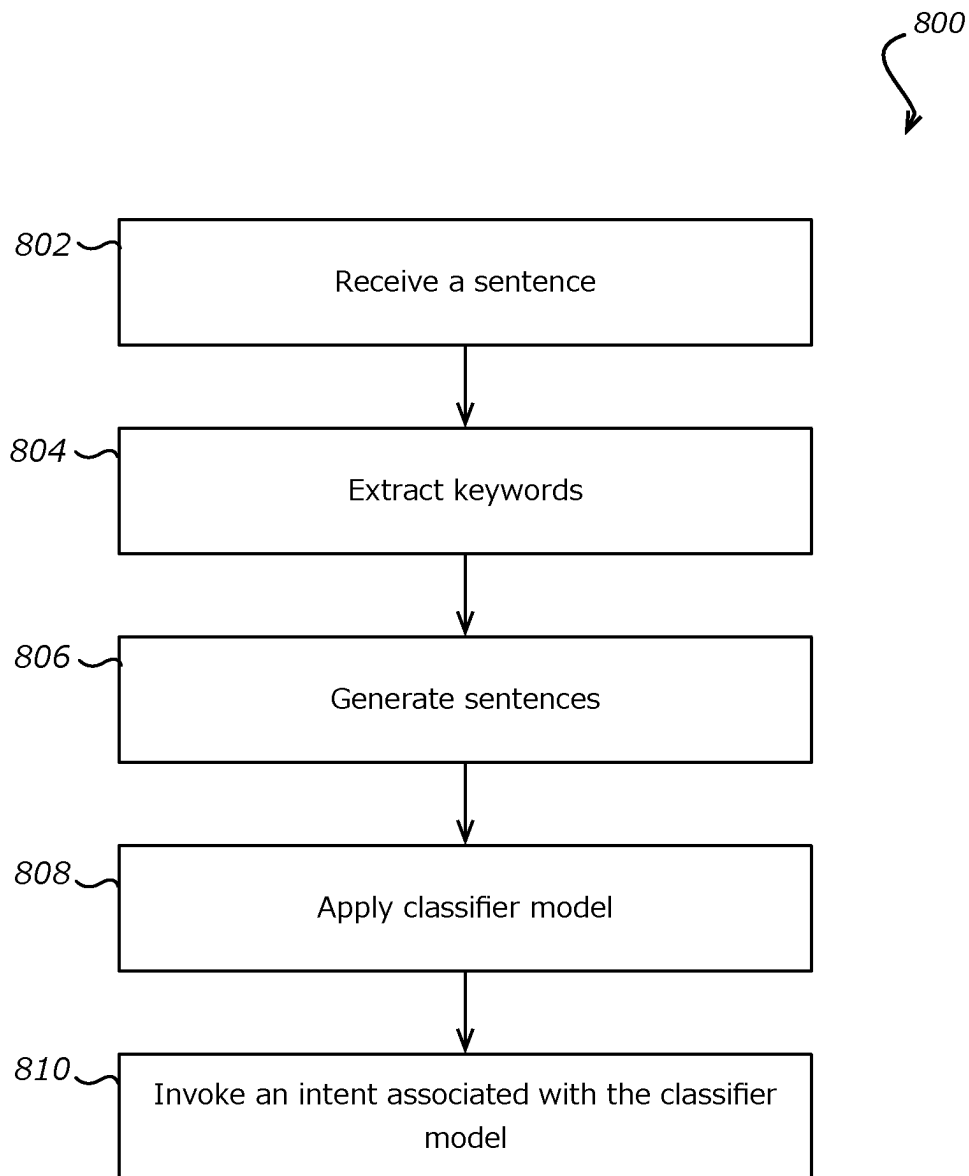 800
802
Receive a sentence
804
Extract keywords
806
Generate sentences
808
Apply classifier model
810
Invoke an intent associated with the classifier
model